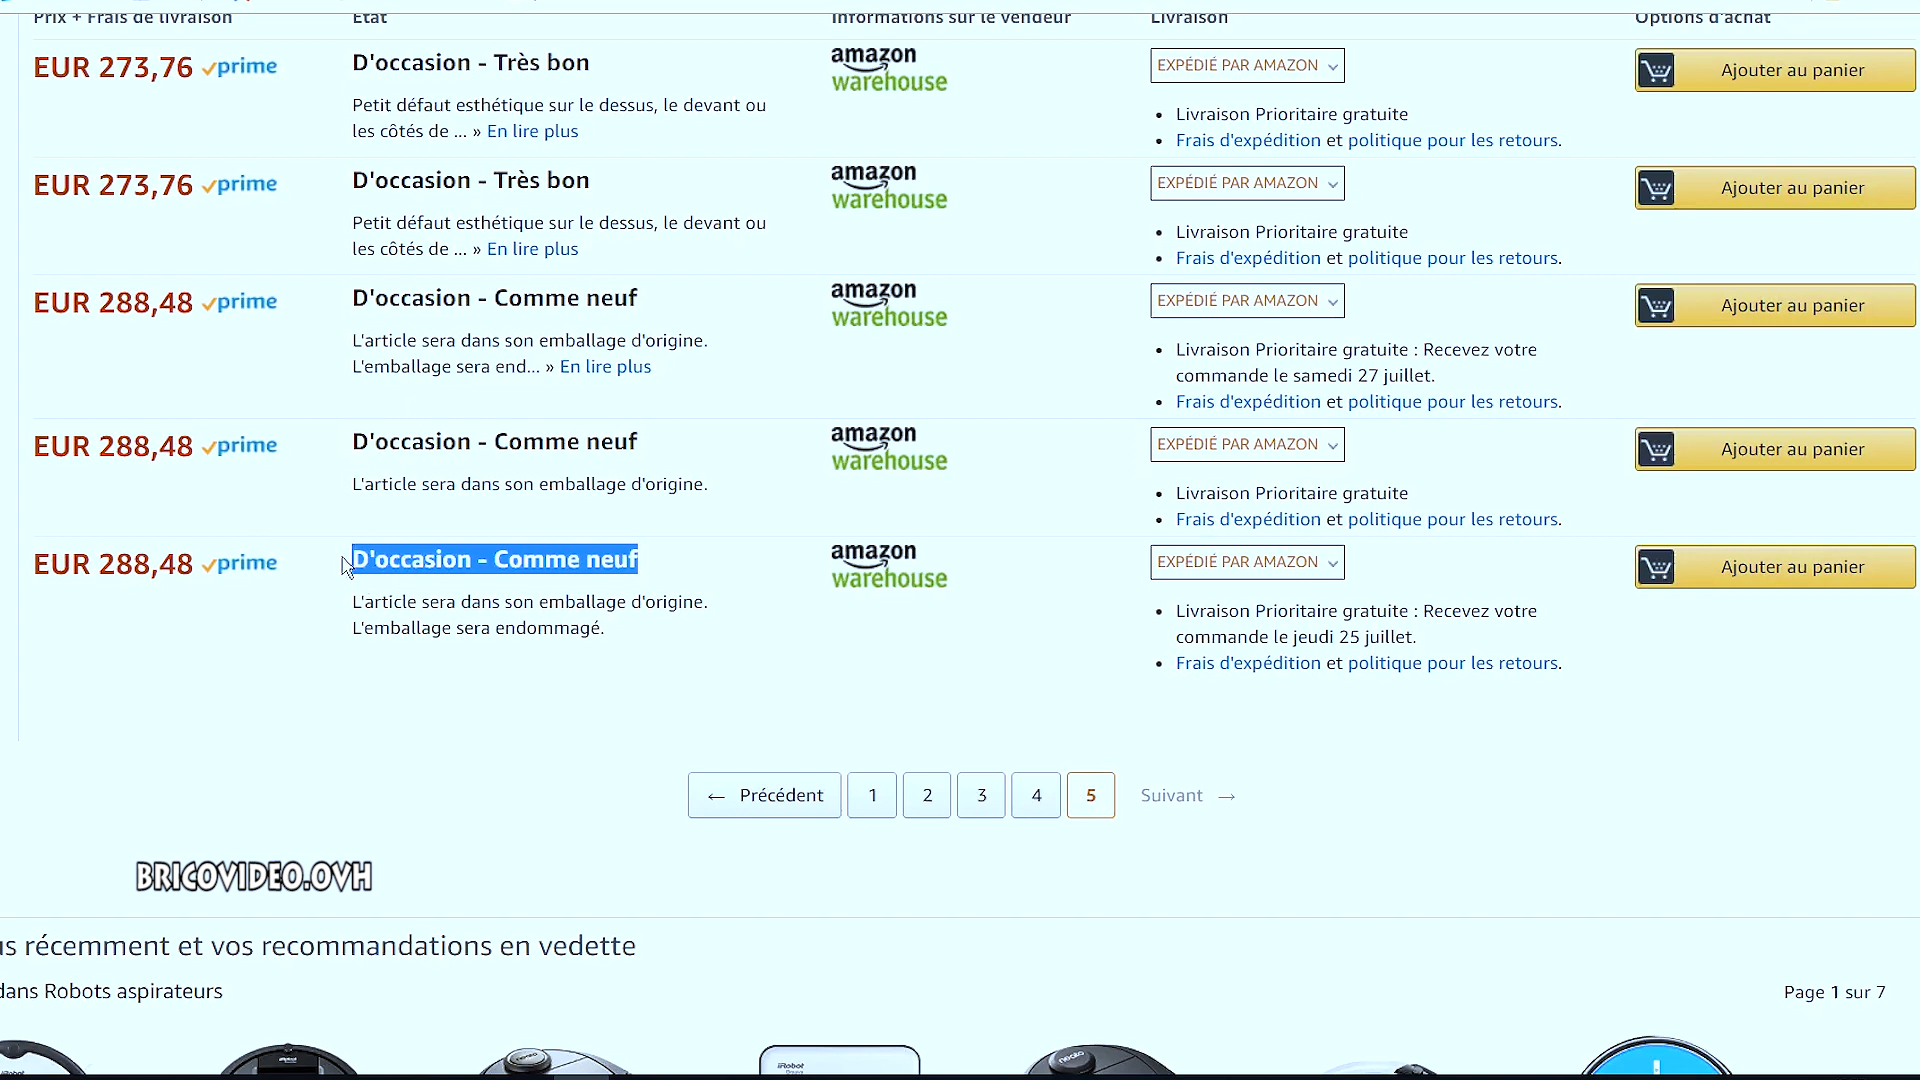 Prix + Frais de livraison
État
Informations sur le vendeur
Livraison
Options d'achat
EUR 273,76 prime
D'occasion - Très bon
Petit défaut esthétique sur le dessus, le devant ou
les côtés de ... » En lire plus
amazon
warehouse
EXPÉDIÉ PAR AMAZON
• Livraison Prioritaire gratuite
• Frais d'expédition et politique pour les retours.
Ajouter au panier
EUR 273,76 prime
D'occasion - Très bon
Petit défaut esthétique sur le dessus, le devant ou
les côtés de ... » En lire plus
amazon
warehouse
EXPÉDIÉ PAR AMAZON
• Livraison Prioritaire gratuite
• Frais d'expédition et politique pour les retours.
Ajouter au panier
EUR 288,48 prime
D'occasion - Comme neuf
L'article sera dans son emballage d'origine.
L'emballage sera end... » En lire plus
amazon
warehouse
EXPÉDIÉ PAR AMAZON
• Livraison Prioritaire gratuite : Recevez votre
commande le samedi 27 juillet.
• Frais d'expédition et politique pour les retours.
Ajouter au panier
EUR 288,48 prime
D'occasion - Comme neuf
L'article sera dans son emballage d'origine.
amazon
warehouse
EXPÉDIÉ PAR AMAZON
• Livraison Prioritaire gratuite
• Frais d'expédition et politique pour les retours.
Ajouter au panier
EUR 288,48 prime
D'occasion - Comme neuf
L'article sera dans son emballage d'origine.
L'emballage sera endommagé.
amazon
warehouse
EXPÉDIÉ PAR AMAZON
• Livraison Prioritaire gratuite : Recevez votre
commande le jeudi 25 juillet.
• Frais d'expédition et politique pour les retours.
Ajouter au panier
← Précédent 1 2 3 4 5 Suivant →
BRICOVIDEO.OVH
us récemment et vos recommandations en vedette
dans Robots aspirateurs
Page 1 sur 7
iRobot
iRobot
neato
iRobot
neato